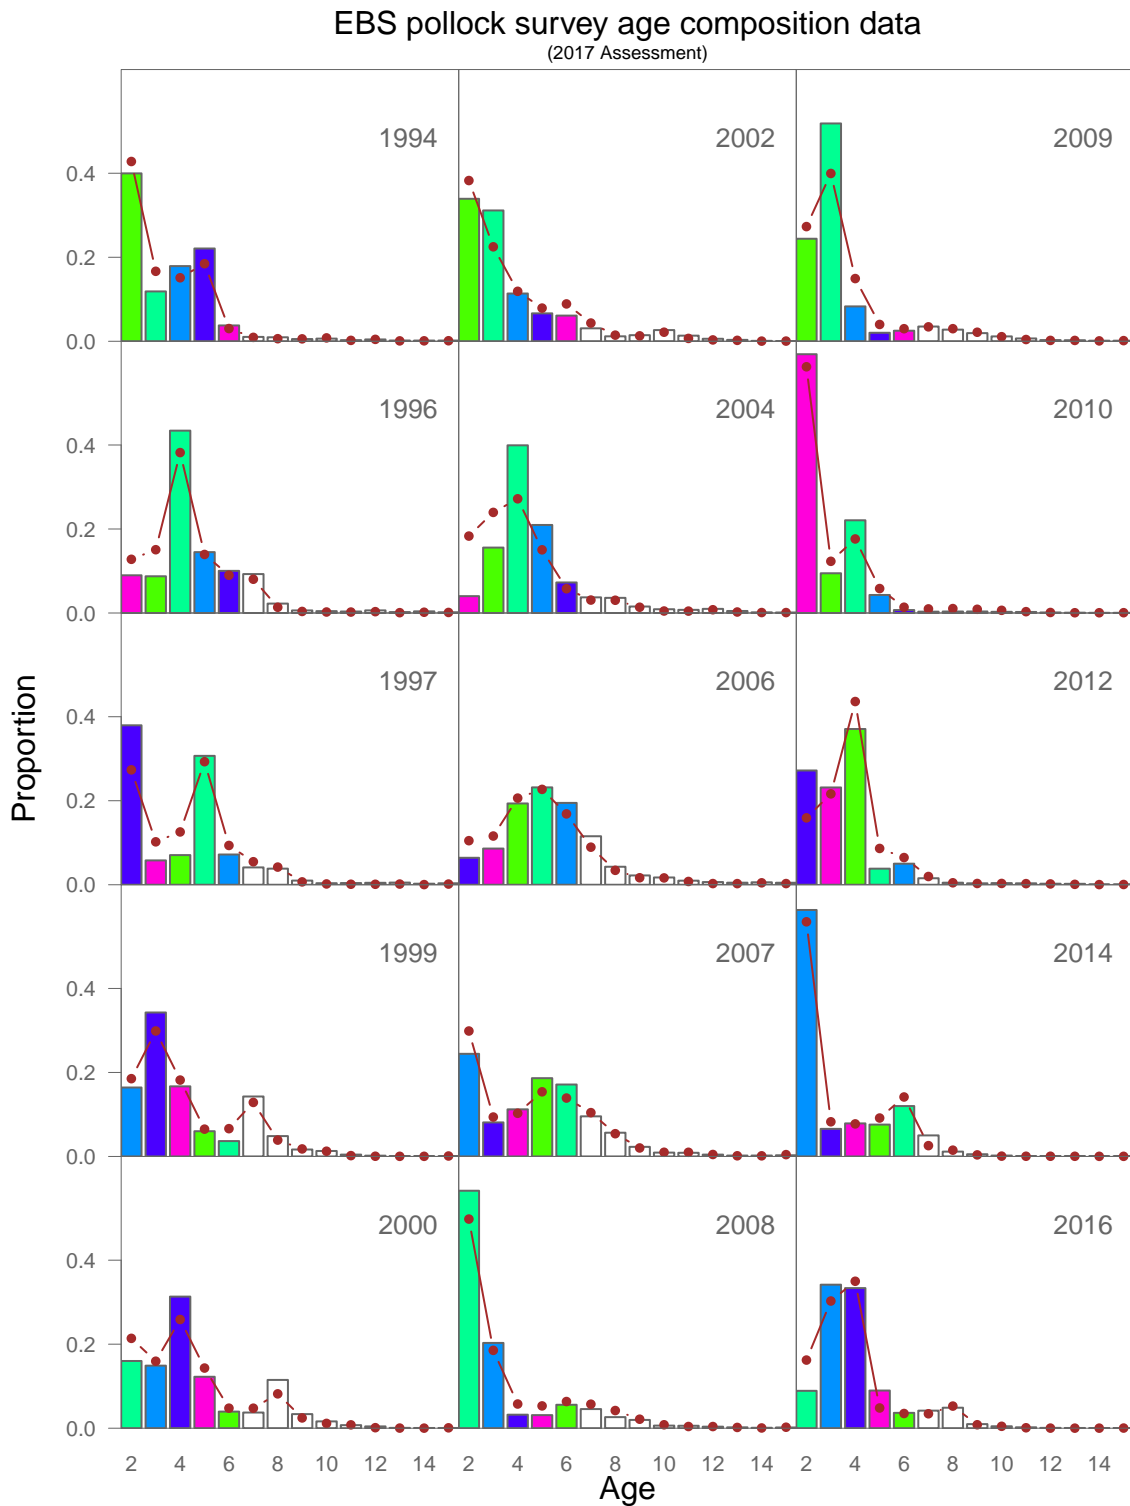 EBS pollock survey age composition data
(2017 Assessment)
1994 2002 2009
0.4
0.2
0.0
1996 2004 2010
0.4
0.2
0.0
1997 2006 2012
0.4
0.2
0.0
1999 2007 2014
0.4
0.2
0.0
2000 2008 2016
0.4
0.2
0.0
2 4 6 8 10 12 14 2 4 6 8 10 12 14 2 4 6 8 10 12 14
Proportion
Age